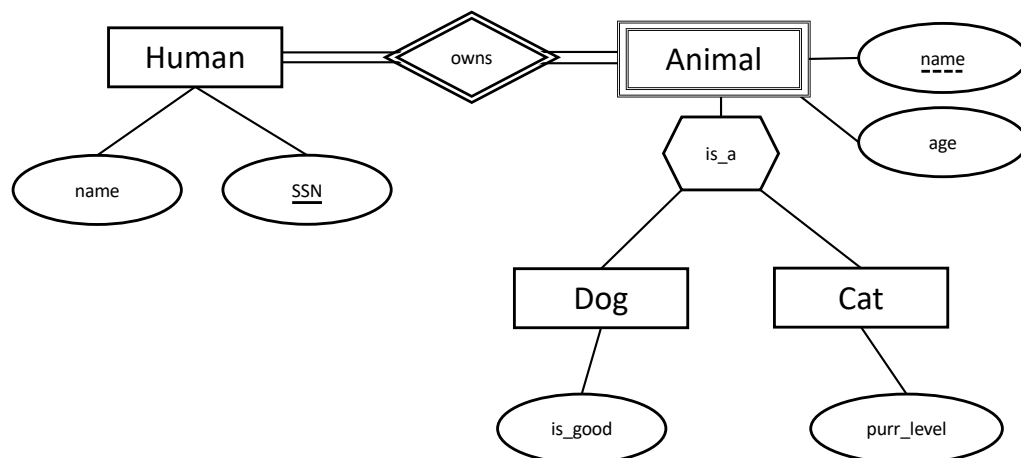 Human
owns
Animal
name
age
is_a
name
SSN
Dog
Cat
is_good
purr_level